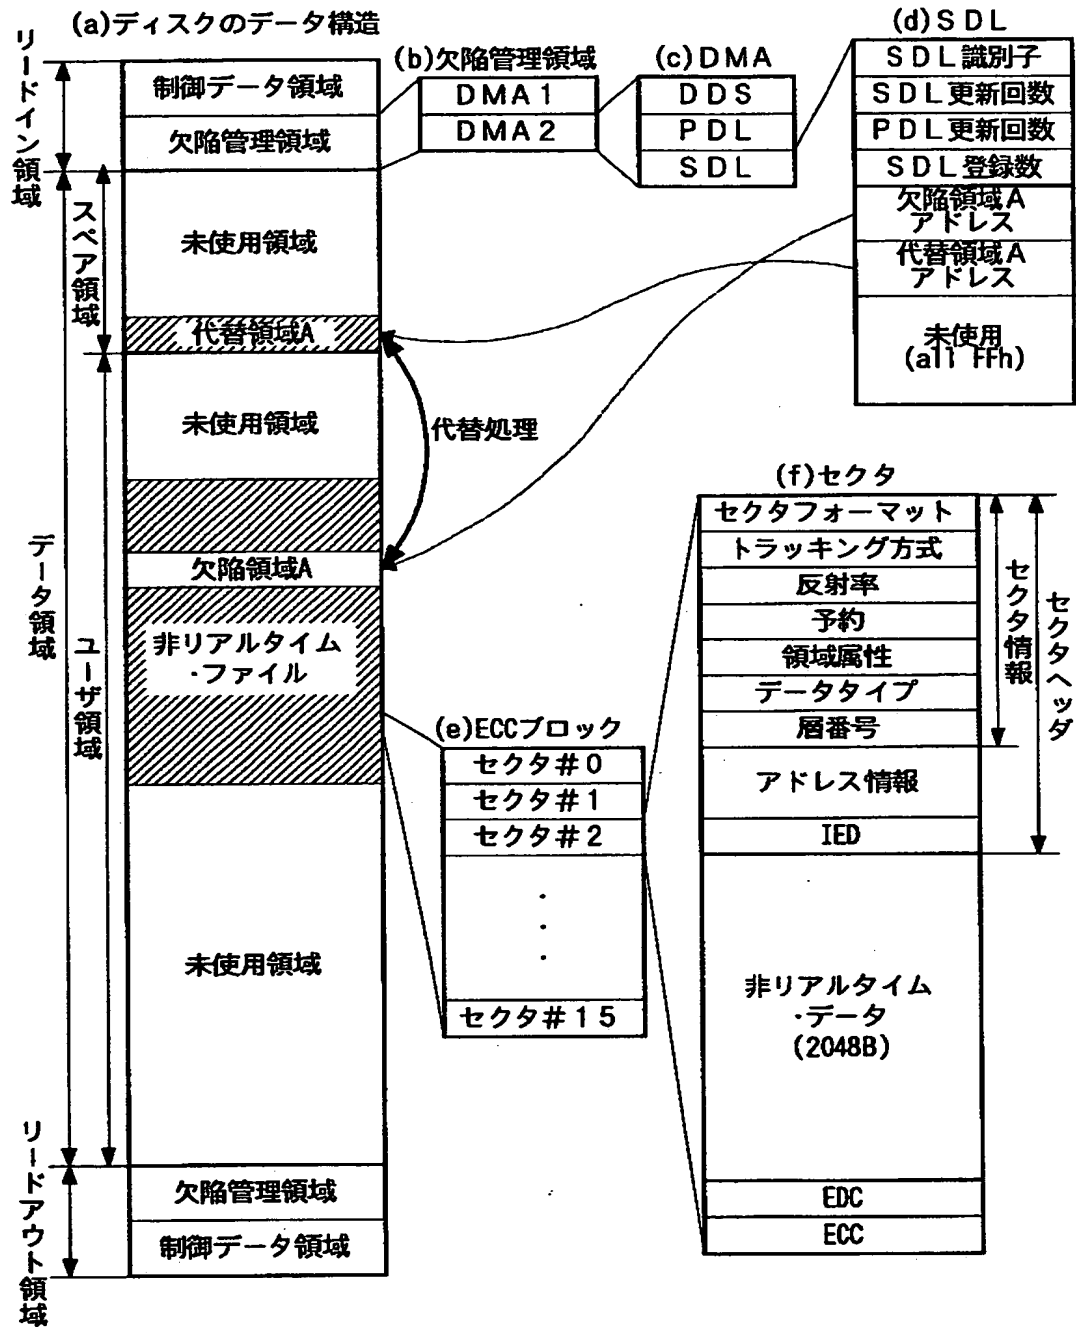 (a)ディスクのデータ構造
リードイン領域
制御データ領域
欠陥管理領域
スペア領域
未使用領域
代替領域A
データ領域
ユーザ領域
未使用領域
代替処理
欠陥領域A
非リアルタイム
・ファイル
未使用領域
リードアウト領域
欠陥管理領域
制御データ領域
(b)欠陥管理領域
DMA1
DMA2
(c)DMA
DDS
PDL
SDL
(d)SDL
SDL識別子
SDL更新回数
PDL更新回数
SDL登録数
欠陥領域A
アドレス
代替領域A
アドレス
未使用
(all FFh)
(e)ECCブロック
セクタ#0
セクタ#1
セクタ#2
・
・
・
セクタ#15
(f)セクタ
セクタフォーマット
トラッキング方式
反射率
予約
領域属性
データタイプ
層番号
アドレス情報
IED
セクタ情報
セクタヘッダ
非リアルタイム
・データ
(2048B)
EDC
ECC